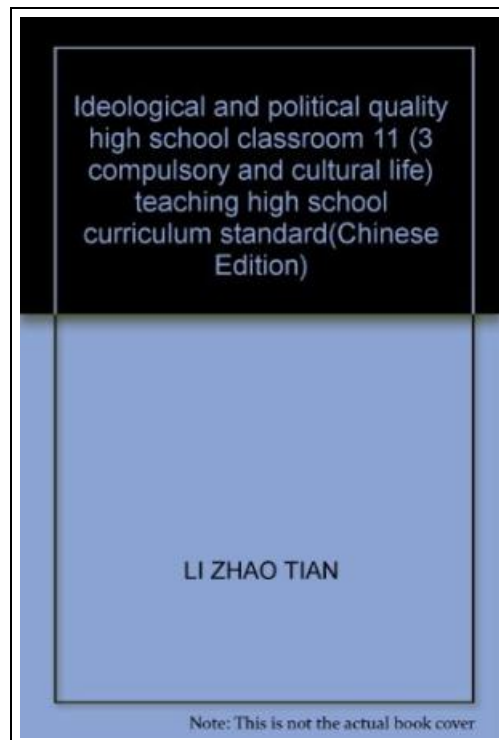 Ideological and political quality
high school classroom 11 (3
compulsory and cultural life)
teaching high school
curriculum standard(Chinese
Edition)
LI ZHAO TIAN
Note: This is not the actual book cover